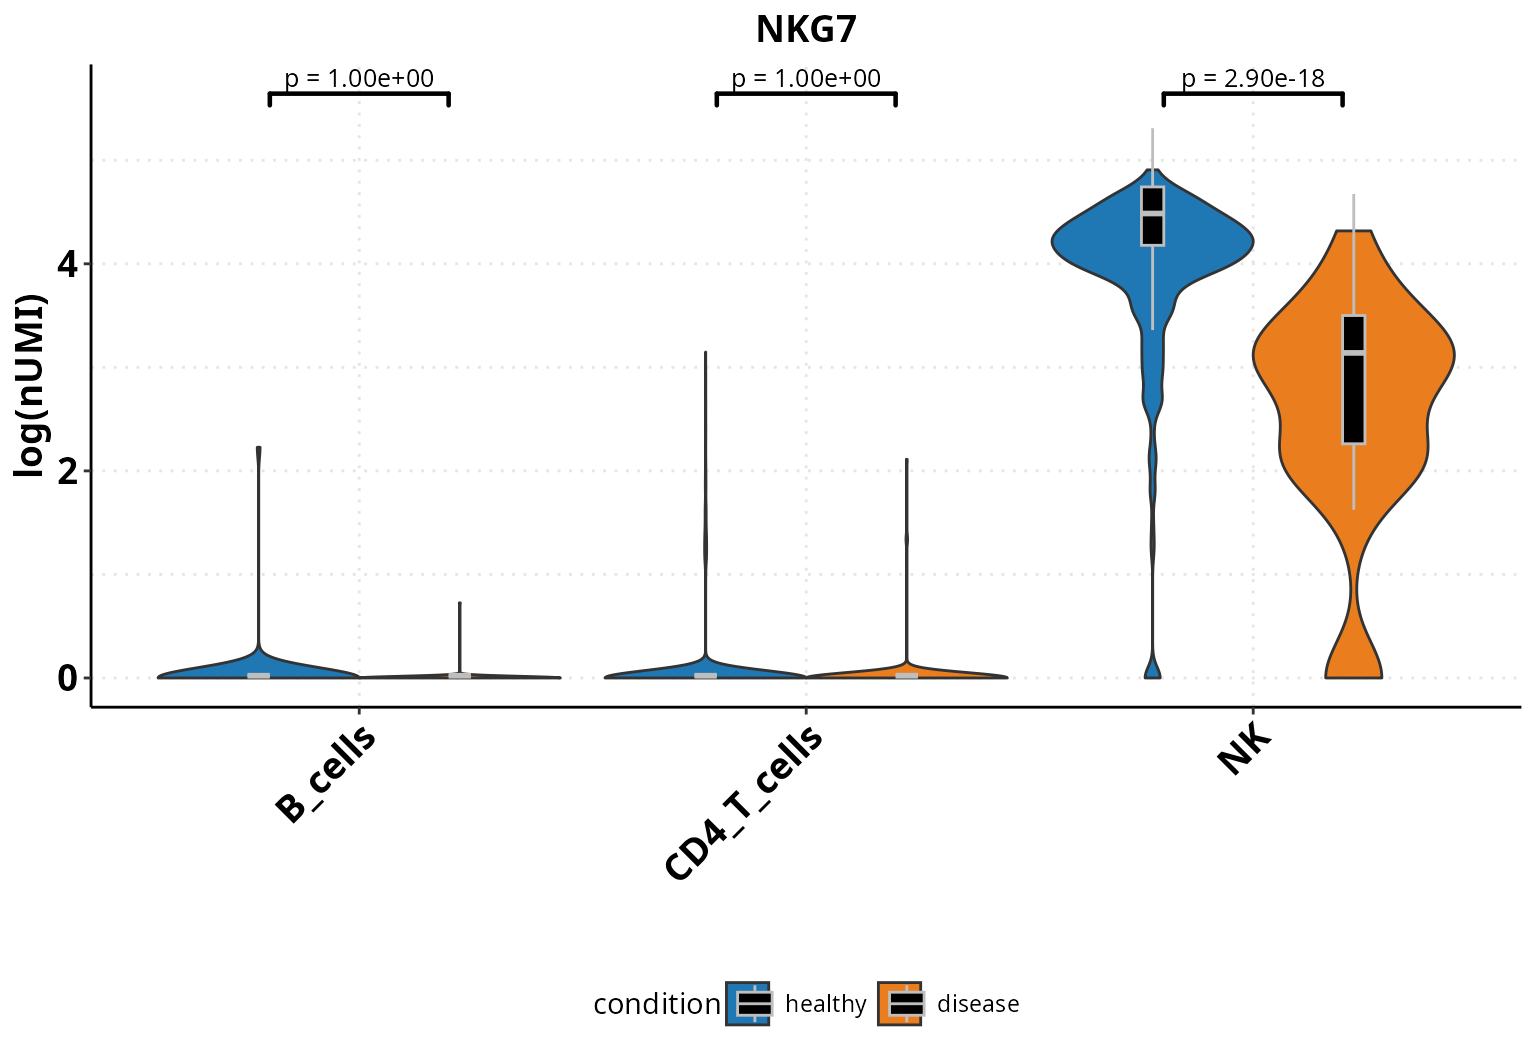 NKG7
p = 1.00e+00
p = 1.00e+00
p = 2.90e-18
log(nUMI)
4
2
0
B_cells
CD4_T_cells
NK
condition
healthy
disease